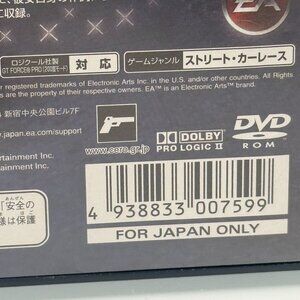 に収録。
EA
ロジクール社製
GT FORCE® PRO (200度モード)
対応
ゲームジャンル ストリート・カーレース
r registered trademarks of Electronic Arts Inc. in the U.S. and/or other countries. All
are the property of their respective owners. EA™ is an Electronic Arts™ brand.
新宿中央公園ビル7F
www.japan.ea.com/support
ertainment Inc.
rtainment Inc.
www.cero.gr.jp
DOLBY
PRO LOGIC II
DVD
ROM
「安全の
様は保護
4 938833 007599
FOR JAPAN ONLY